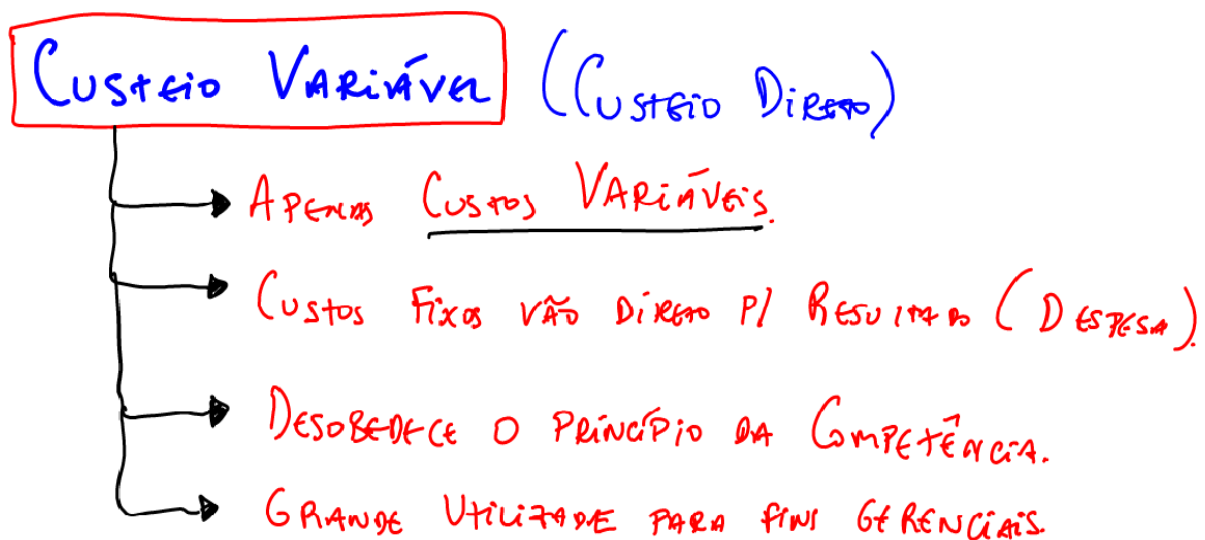 CUSTEIO VARIÁVEL (CUSTEIO DIRETO)
APENAS CUSTOS VARIÁVEIS.
CUSTOS FIXOS VÃO DIRETO P/ RESULTADO (DESPESA).
DESOBEDECE O PRINCÍPIO DA COMPETÊNCIA.
GRANDE UTILIDADE PARA FINS GERENCIAIS.